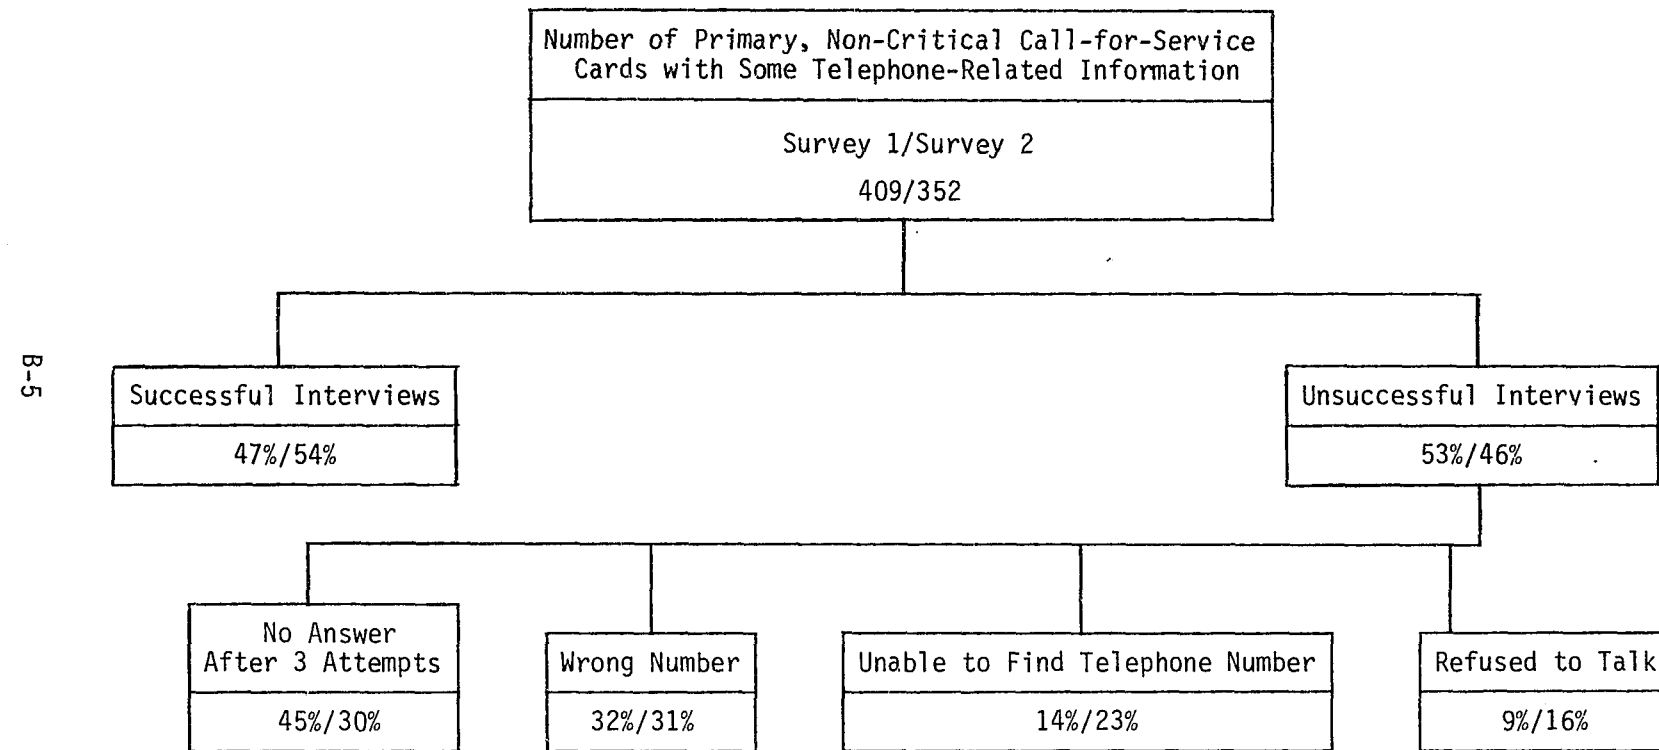 Number of Primary, Non-Critical Call-for-Service
Cards with Some Telephone-Related Information
Survey 1/Survey 2
409/352
B-5
Successful Interviews
47%/54%
Unsuccessful Interviews
53%/46%
No Answer
After 3 Attempts
45%/30%
Wrong Number
32%/31%
Unable to Find Telephone Number
14%/23%
Refused to Talk
9%/16%